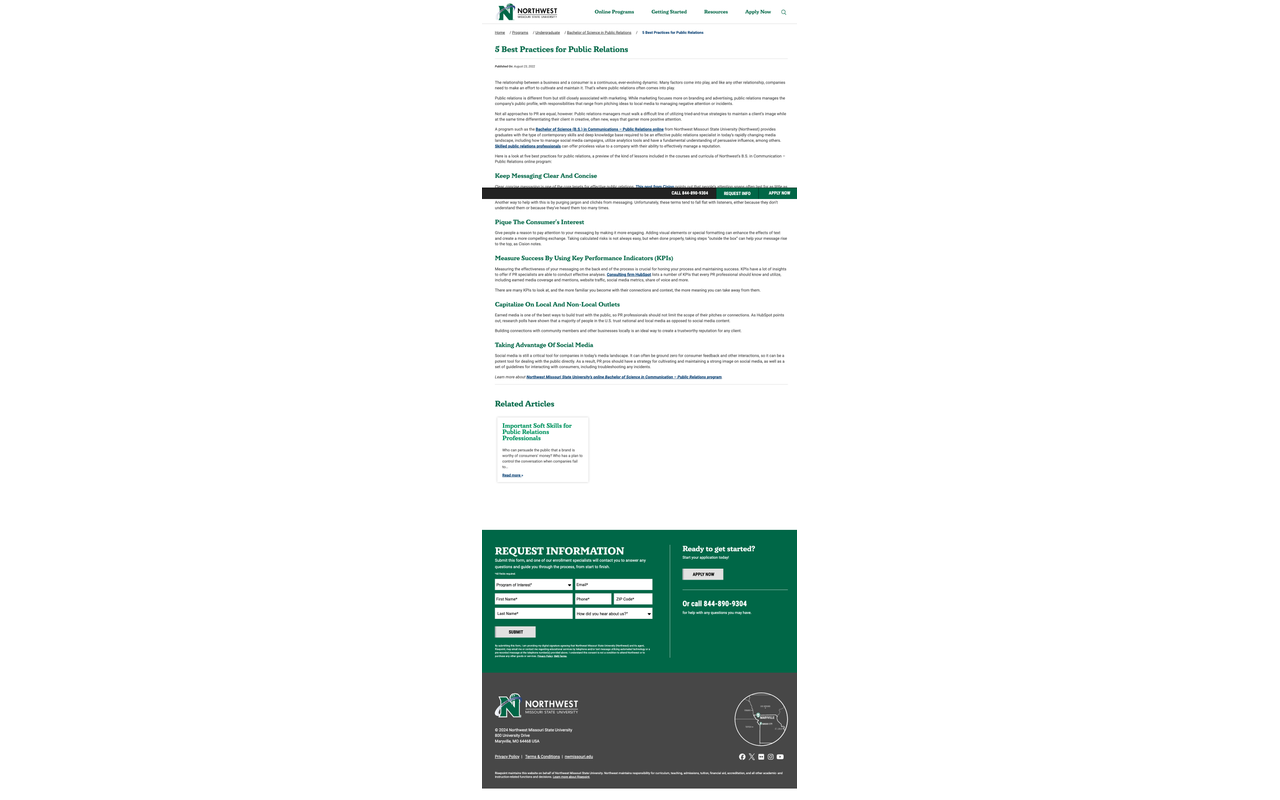 NORTHWEST
MISSOURI STATE UNIVERSITY
Online Programs
Getting Started
Resources
Apply Now
Home / Programs / Undergraduate / Bachelor of Science in Public Relations / 5 Best Practices for Public Relations
5 Best Practices for Public Relations
Published On: August 10, 2022
The relationship between a business and a consumer is a continuous, ever-evolving dynamic. Many factors come into play, and like any other relationship, companies
need to make an effort to cultivate and maintain it. That's where public relations often comes into play.
Public relations is different from but still closely associated with marketing. While marketing focuses more on branding and advertising, public relations manages the
company's public profile, with responsibilities that range from pitching ideas to local media to managing negative attention or incidents.
Not all approaches to PR are equal, however. Public relations managers must walk a difficult line of utilizing tried-and-true strategies to maintain a client's image while
at the same time differentiating their client in creative, often new, ways that garner more positive attention.
A program such as the Bachelor of Science (B.S.) in Communications – Public Relations online from Northwest Missouri State University (Northwest) provides
graduates with the type of contemporary skills and deep knowledge base required to be an effective public relations specialist in today's rapidly changing media
landscape, including how to manage social media campaigns, utilize analytics tools and have a fundamental understanding of persuasive influence, among others.
Skilled public relations professionals can offer priceless value to a company with their ability to effectively manage a reputation.
Here is a look at five best practices for public relations, a preview of the kind of lessons included in the courses and curricula of Northwest's B.S. in Communication –
Public Relations online program:
Keep Messaging Clear And Concise
CALL 844-890-9304
REQUEST INFO
APPLY NOW
Another way to help with this is by purging jargon and clichés from messaging. Unfortunately, these terms tend to fall flat with listeners, either because they don't
understand them or because they've heard them too many times.
Pique The Consumer's Interest
Give people a reason to pay attention to your messaging by making it more engaging. Adding visual elements or special formatting can enhance the effects of text
and create a more compelling exchange. Taking calculated risks is not always easy, but when done properly, taking steps "outside the box" can help your message rise
to the top, as Cision notes.
Measure Success By Using Key Performance Indicators (KPIs)
Measuring the effectiveness of your messaging on the back end of the process is crucial for honing your process and maintaining success. KPIs have a lot of insights
to offer if PR specialists are able to conduct effective analyses. Consulting firm HubSpot lists a number of KPIs that every PR professional should know and utilize,
including earned media coverage and mentions, website traffic, social media metrics, share of voice and more.
There are many KPIs to look at, and the more familiar you become with their connections and context, the more meaning you can take away from them.
Capitalize On Local And Non-Local Outlets
Earned media is one of the best ways to build trust with the public, so PR professionals should not limit the scope of their pitches or connections. As HubSpot points
out, research polls have shown that a majority of people in the U.S. trust national and local media as opposed to social media content.
Building connections with community members and other businesses locally is an ideal way to create a trustworthy reputation for any client.
Taking Advantage Of Social Media
Social media is still a critical tool for companies in today's media landscape. It can often be ground zero for consumer feedback and other interactions, so it can be a
potent tool for dealing with the public directly. As a result, PR pros should have a strategy for cultivating and maintaining a strong image on social media, as well as a
set of guidelines for interacting with consumers, including troubleshooting any incidents.
Learn more about Northwest Missouri State University's online Bachelor of Science in Communication – Public Relations program
Related Articles
Important Soft Skills for
Public Relations
Professionals
Who can persuade the public that a brand is
worthy of consumers' money? Who has a plan to
control the conversation when companies fail
to...
Read more »
REQUEST INFORMATION
Submit this form, and one of our enrollment specialists will contact you to answer any
questions and guide you through the process, from start to finish.
*All fields required.
Program of Interest*
Email*
First Name*
Phone*
ZIP Code*
Last Name*
How did you hear about us?*
SUBMIT
Ready to get started?
Start your application today!
APPLY NOW
Or call 844-890-9304
for help with any questions you may have.
NORTHWEST
MISSOURI STATE UNIVERSITY
© 2024 Northwest Missouri State University
800 University Drive
Maryville, MO 64468 USA
MARYVILLE
Privacy Policy | Terms & Conditions | nwmissouri.edu